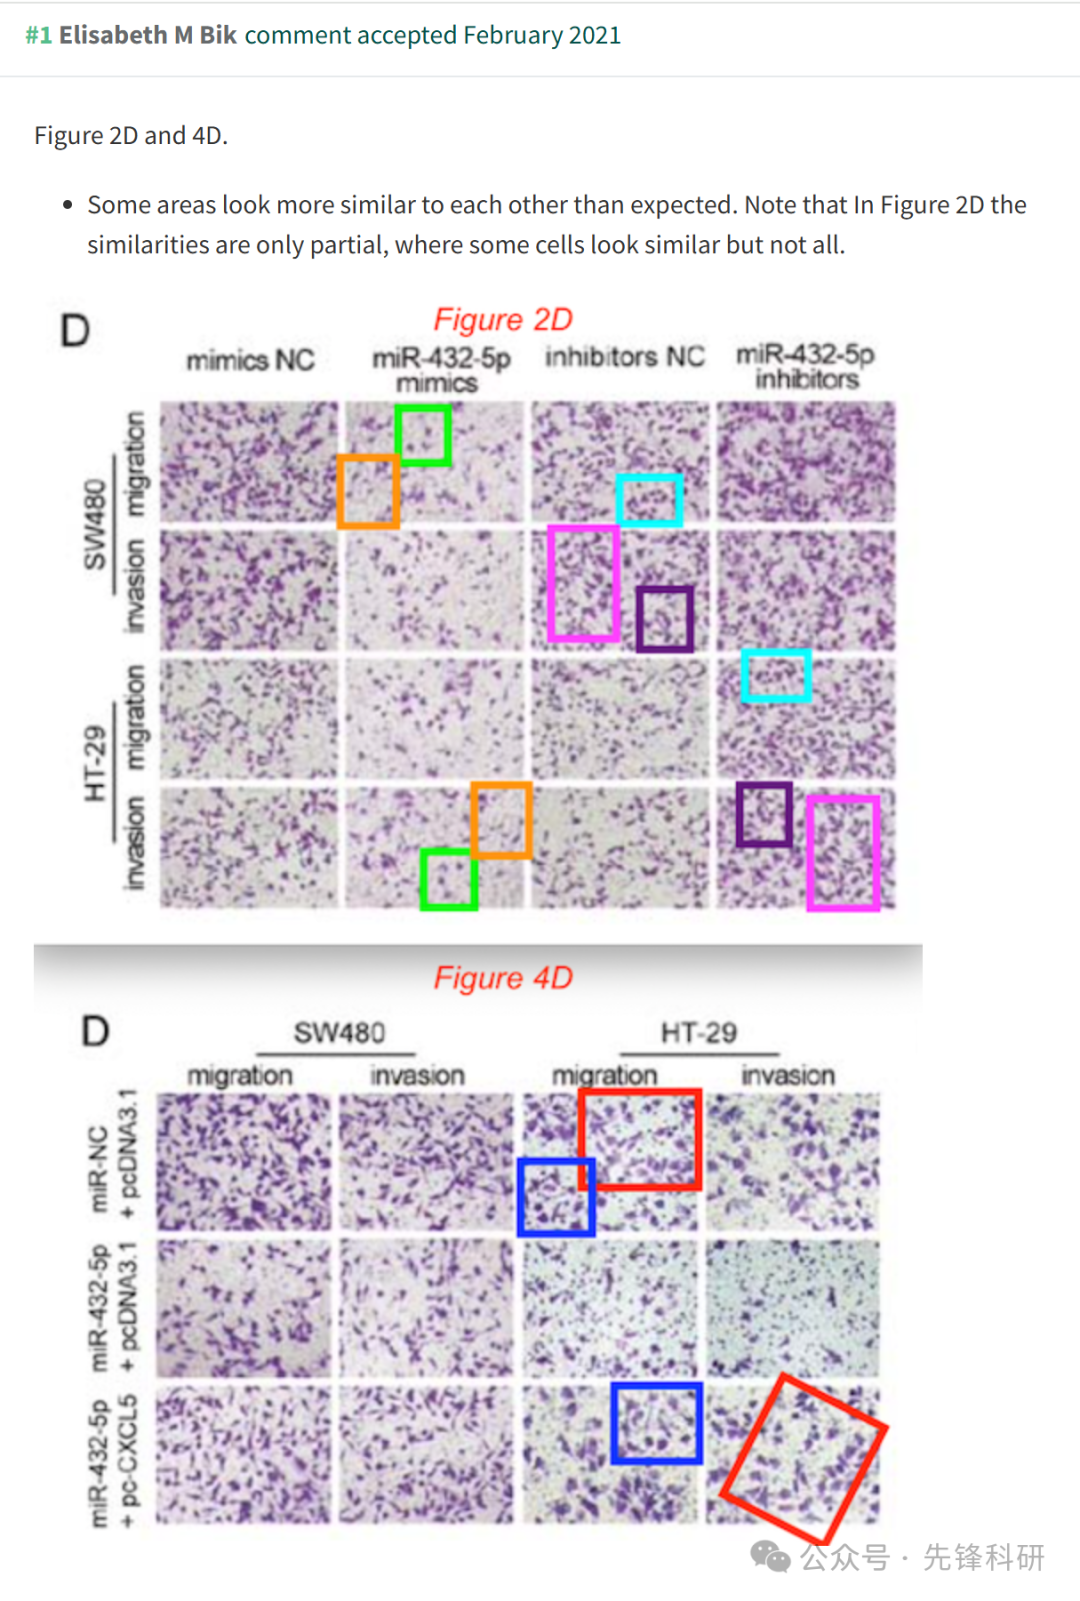 #1 Elisabeth M Bik comment accepted February 2021
Figure 2D and 4D.
• Some areas look more similar to each other than expected. Note that In Figure 2D the
similarities are only partial, where some cells look similar but not all.
Figure 2D
D
mimics NC
miR-432-5p
mimics
inhibitors NC
miR-432-5p
inhibitors
SW480
migration
invasion
HT-29
migration
invasion
Figure 4D
D
SW480
HT-29
migration
invasion
migration
invasion
miR-NC
+ pcDNA3.1
miR-432-5p
+ pcDNA3.1
miR-432-5p
+ pc-CXCL5
公众号 · 先锋科研